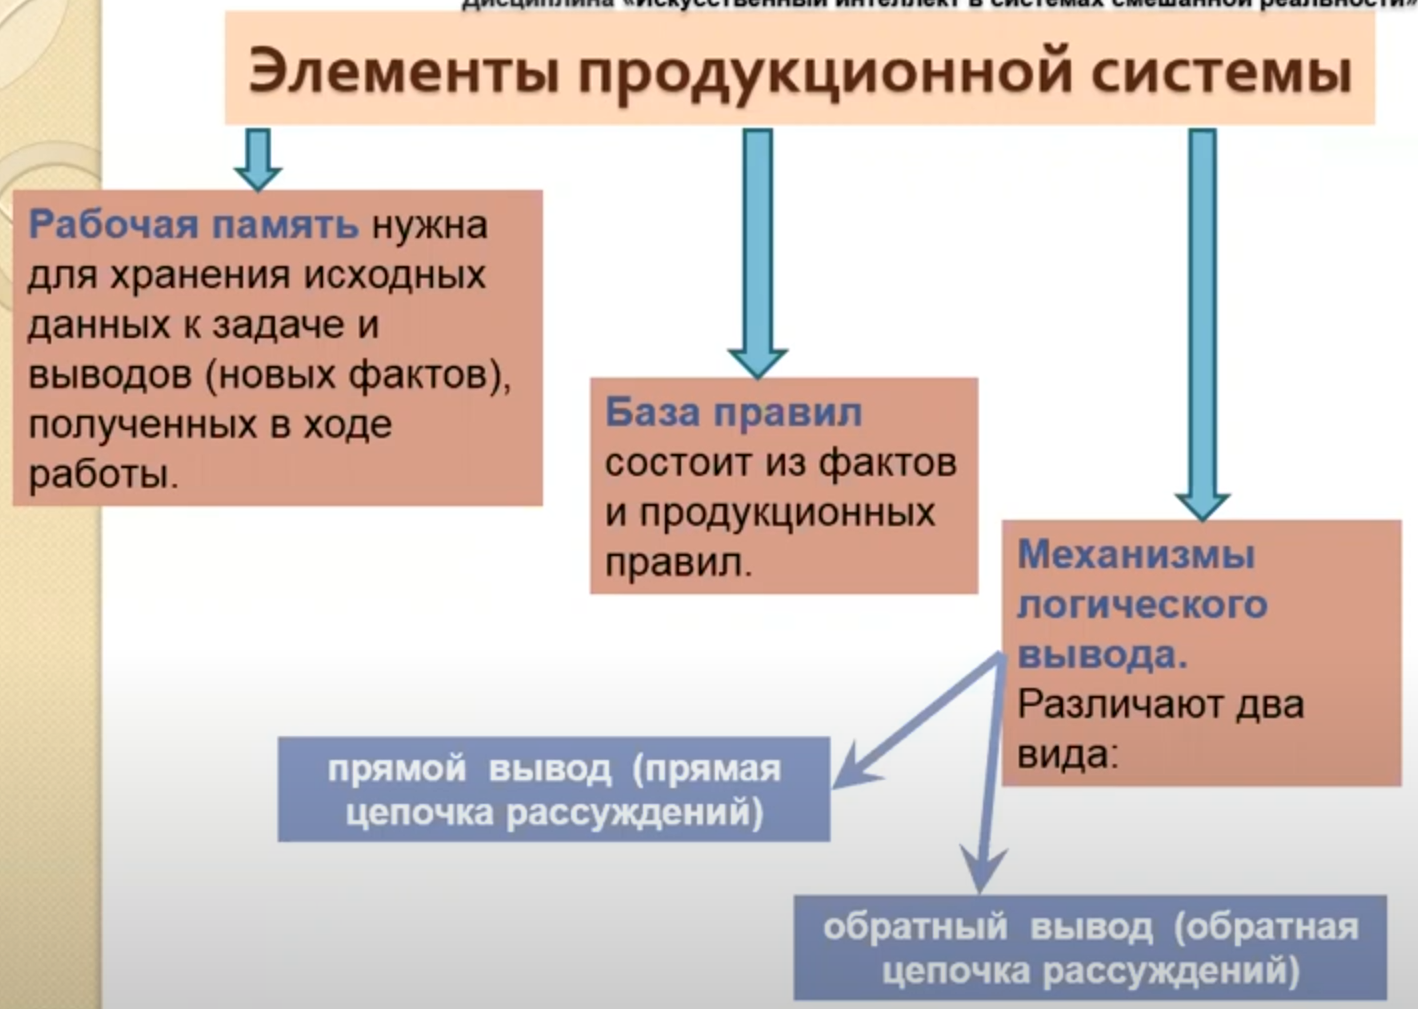 Дисциплина «Искусственный интеллект в системах смешанной реальности»
Элементы продукционной системы
Рабочая память нужна
для хранения исходных
данных к задаче и
выводов (новых фактов),
полученных в ходе
работы.
База правил
состоит из фактов
и продукционных
правил.
Механизмы
логического
вывода.
Различают два
вида:
прямой вывод (прямая
цепочка рассуждений)
обратный вывод (обратная
цепочка рассуждений)